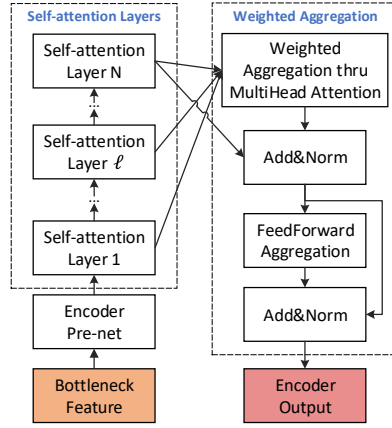 Self-attention Layers
Self-attention
Layer N
...
Self-attention
Layer ℓ
...
Self-attention
Layer 1
Encoder
Pre-net
Bottleneck
Feature
Weighted Aggregation
Weighted
Aggregation thru
MultiHead Attention
Add&Norm
FeedForward
Aggregation
Add&Norm
Encoder
Output